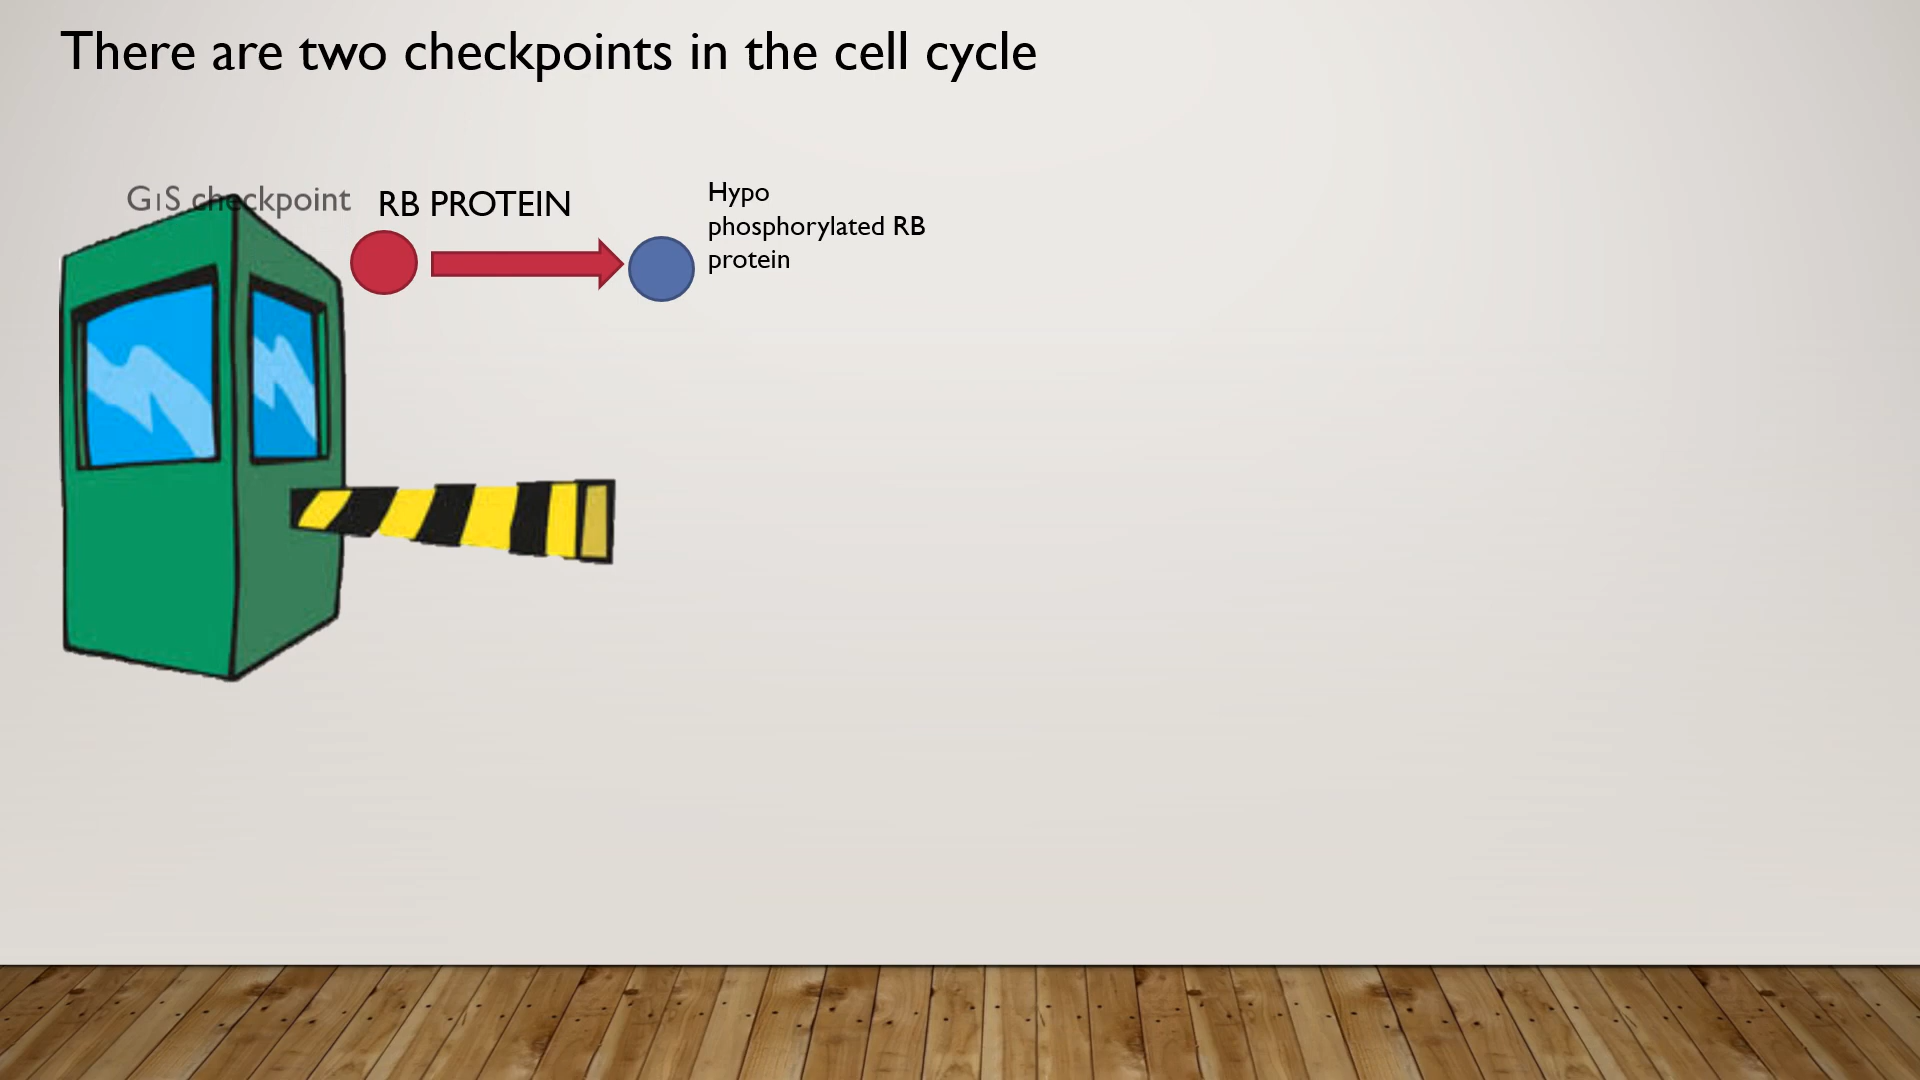 There are two checkpoints in the cell cycle
G1S checkpoint
RB PROTEIN
Hypo
phosphorylated RB
protein